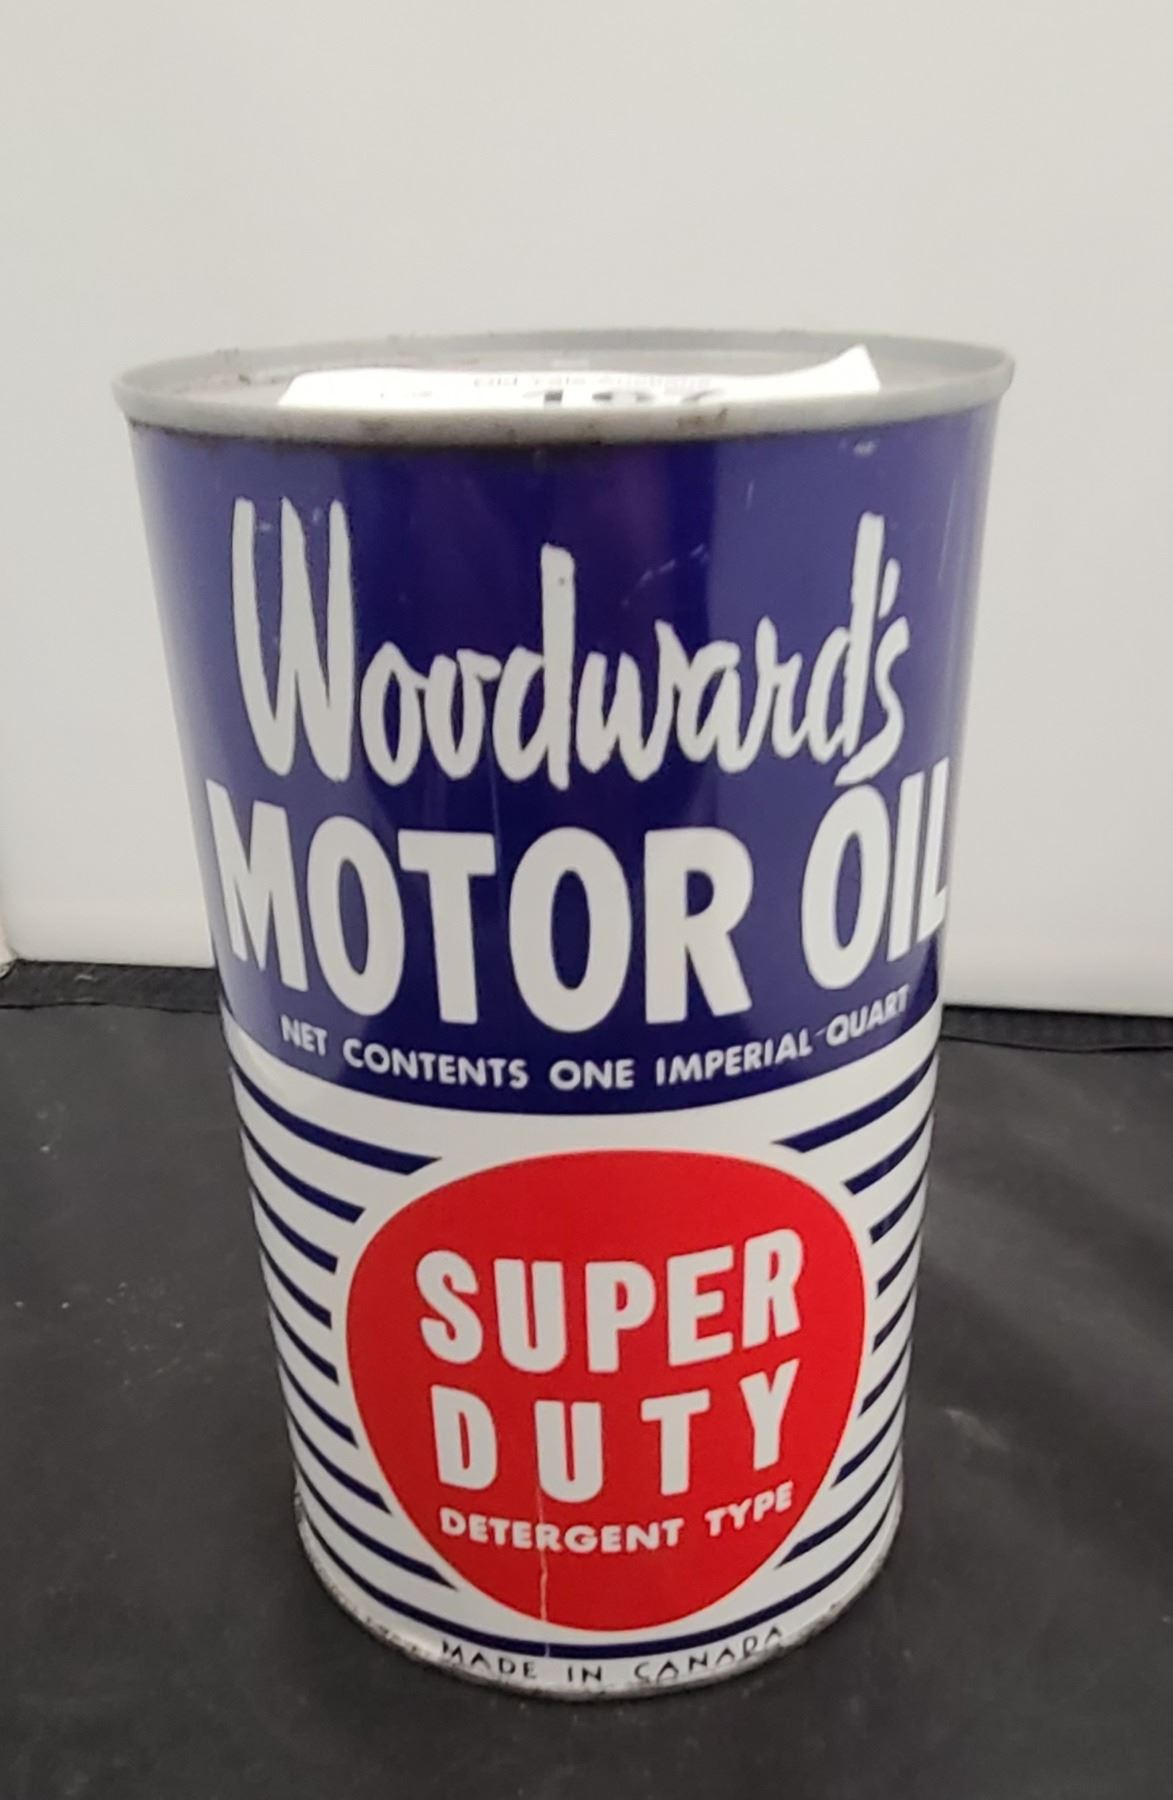 Woodward's
MOTOR OIL
NET CONTENTS ONE IMPERIAL QUART
SUPER
DUTY
DETERGENT TYPE
MADE IN CANADA